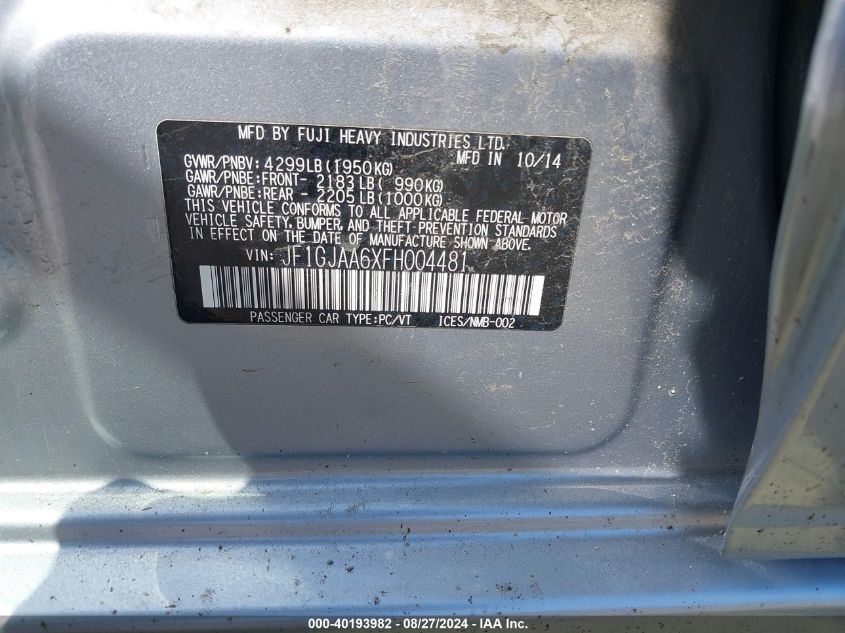 MFD BY FUJI HEAVY INDUSTRIES LTD.
GVWR/PNBV: 4299LB(1950KG) MFD IN 10/14
GAWR/PNBE:FRONT- 2183LB( 990KG)
GAWR/PNBE:REAR - 2205LB(1000KG)
THIS VEHICLE CONFORMS TO ALL APPLICABLE FEDERAL MOTOR
VEHICLE SAFETY, BUMPER, AND THEFT PREVENTION STANDARDS
IN EFFECT ON THE DATE OF MANUFACTURE SHOWN ABOVE.
VIN: JF1GJAA6XFH004481
PASSENGER CAR TYPE:PC/VT ICES/NMB-002
000-40193982 - 08/27/2024 - IAA Inc.